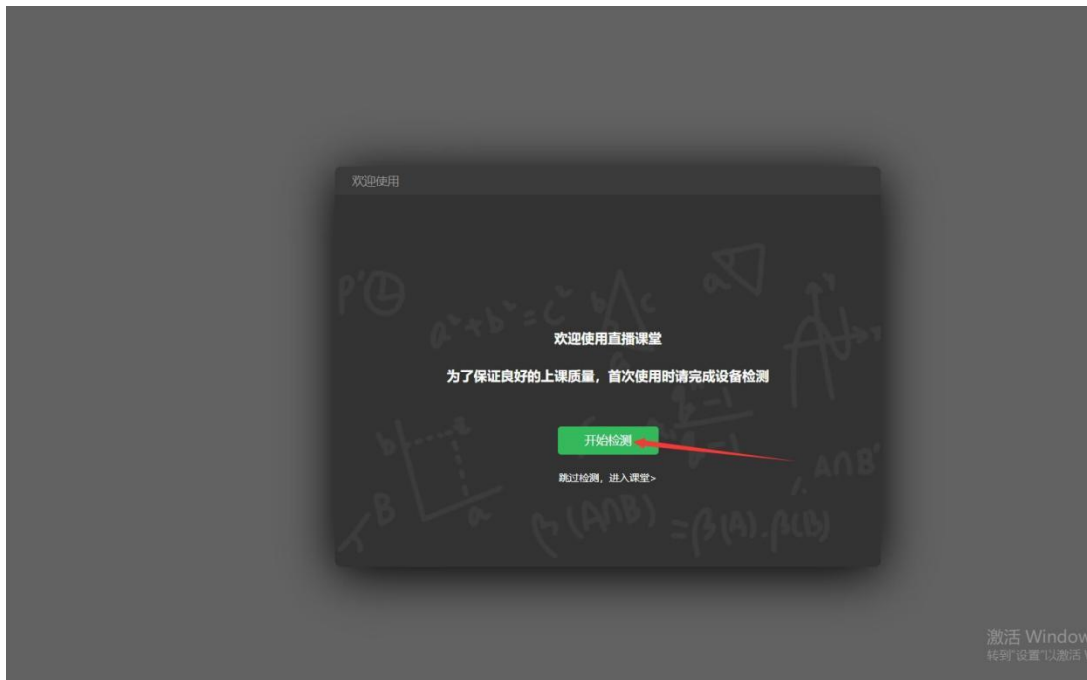 欢迎使用
P'
a²+b²=c²
b
c
a
欢迎使用直播课堂
为了保证良好的上课质量，首次使用时请完成设备检测
开始检测
跳过检测，进入课堂>
b
A∩B
B
a
β(A∩B) =β(A).β(B)
激活 Window
转到"设置"以激活 W